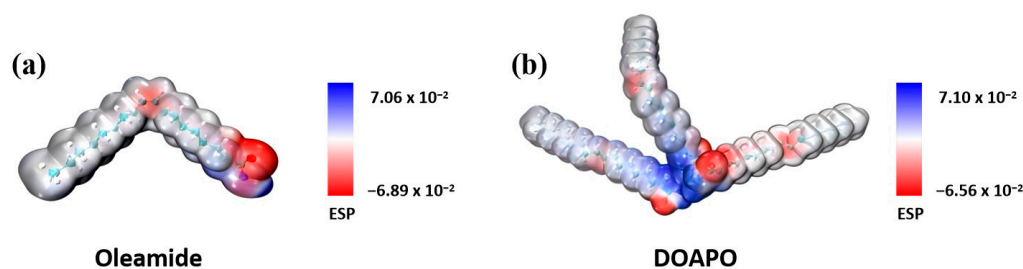 (a)
7.06 x 10⁻²
−6.89 x 10⁻²
ESP
Oleamide
(b)
7.10 x 10⁻²
−6.56 x 10⁻²
ESP
DOAPO